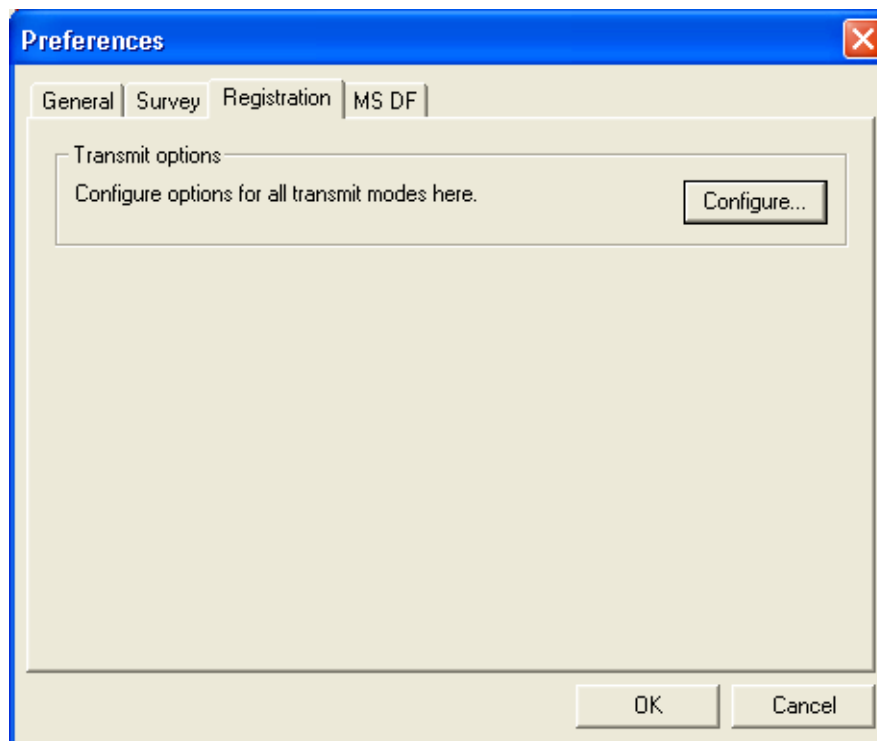 Preferences
General Survey Registration MS DF
Transmit options
Configure options for all transmit modes here.
Configure...
OK Cancel